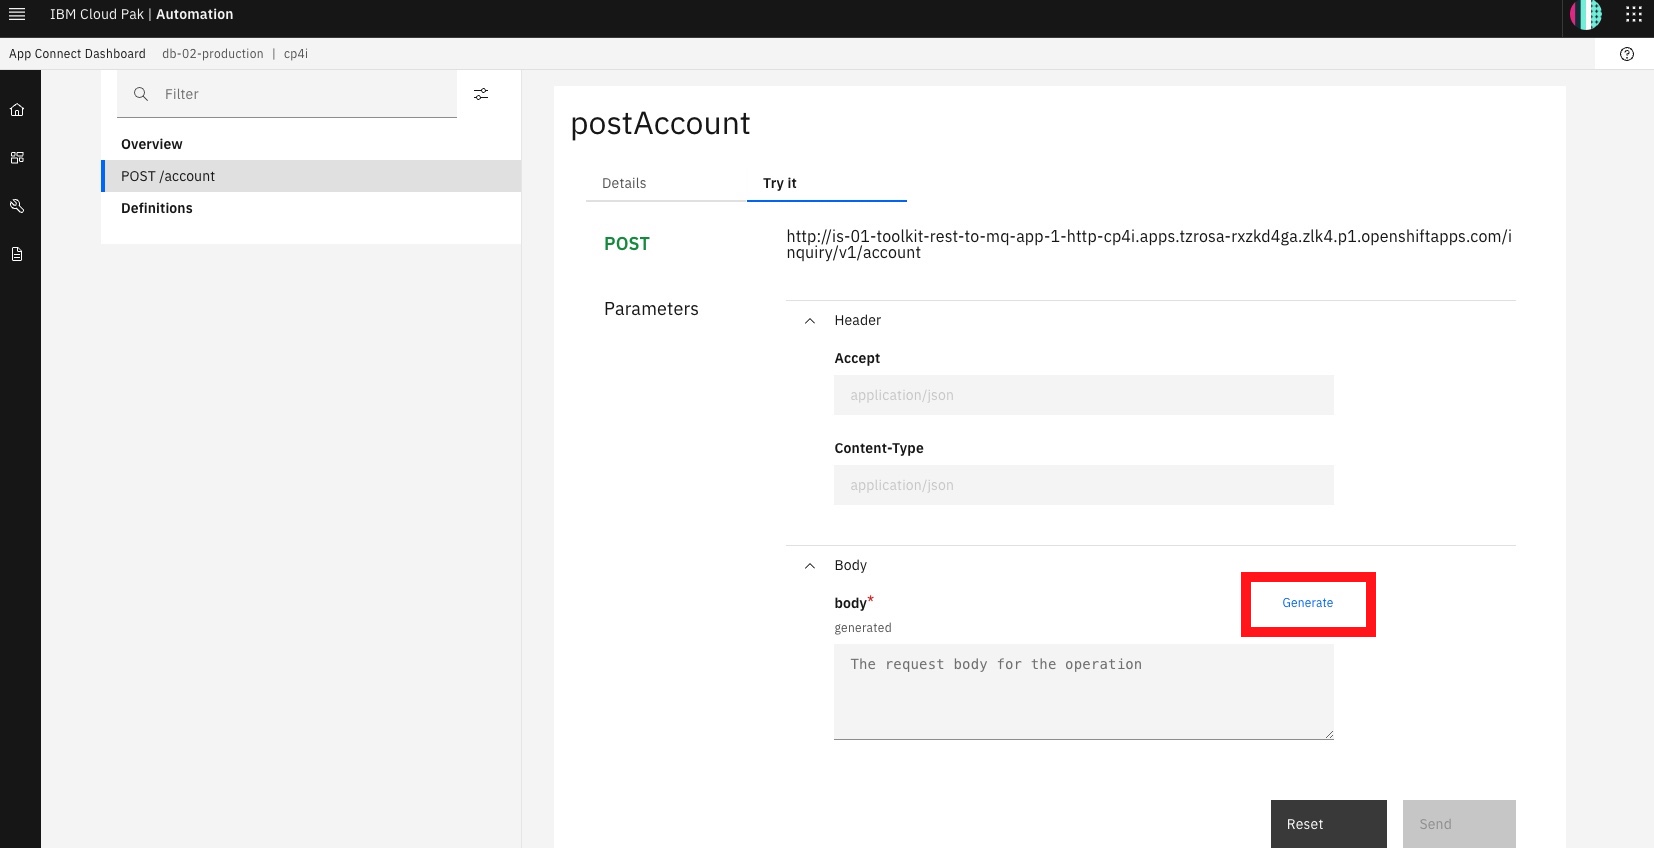 IBM Cloud Pak | Automation
App Connect Dashboard db-02-production | cp4i
Filter
Overview
POST /account
Definitions
postAccount
Details Try it
POST
http://is-01-toolkit-rest-to-mq-app-1-http-cp4i.apps.tzrosa-rxzkd4ga.zlk4.p1.openshiftapps.com/i
nquiry/v1/account
Parameters
Header
Accept
application/json
Content-Type
application/json
Body
body*
Generate
generated
The request body for the operation
Reset Send